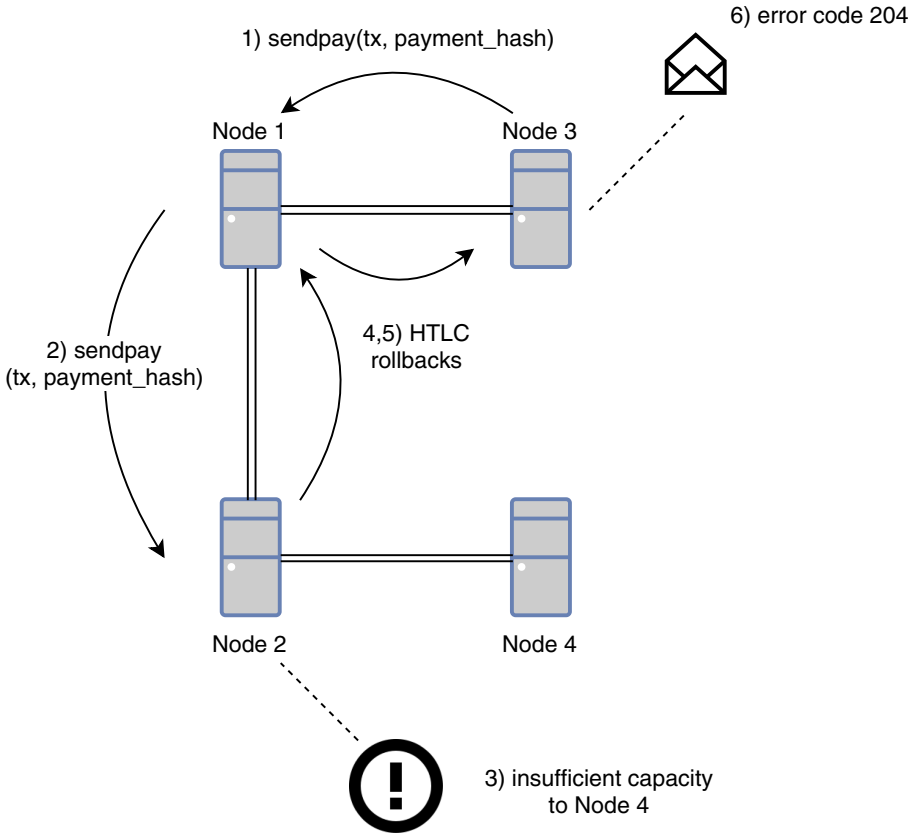 6) error code 204
1) sendpay(tx, payment_hash)
Node 1
Node 3
2) sendpay
(tx, payment_hash)
4,5) HTLC
rollbacks
Node 2
Node 4
3) insufficient capacity
to Node 4